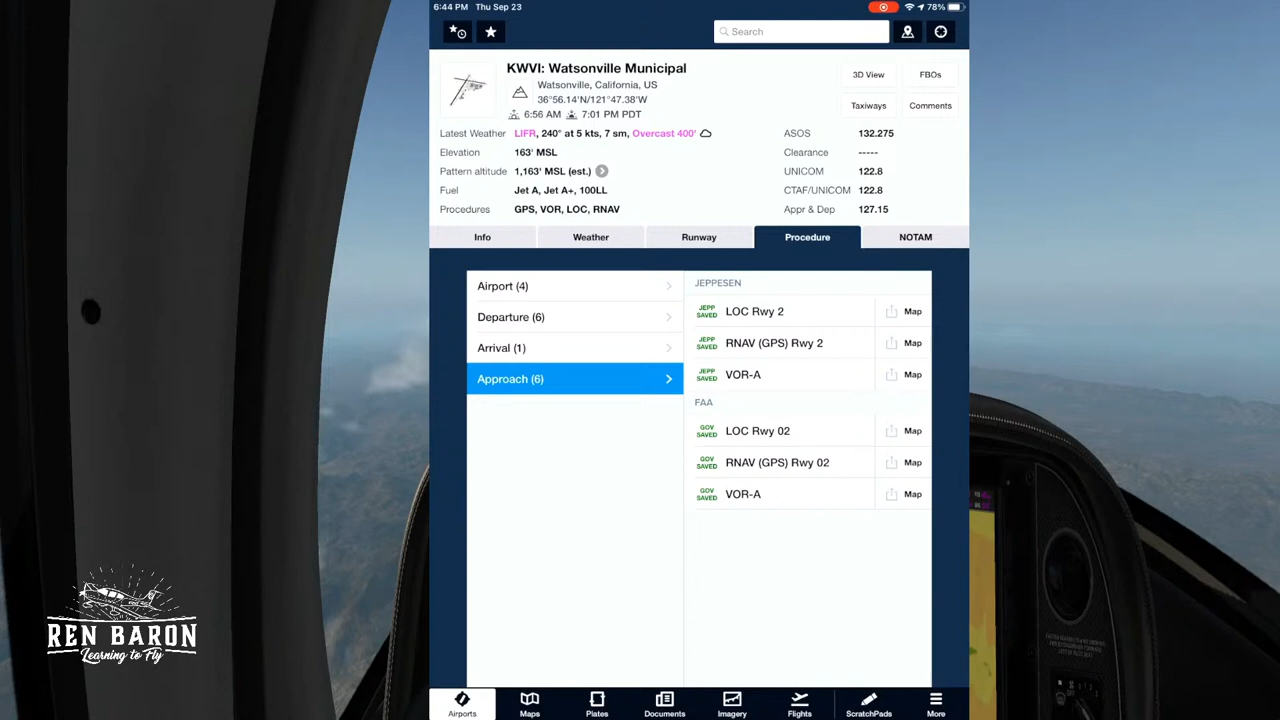 6:44 PM Thu Sep 23
78%
Search
KWVI: Watsonville Municipal
Watsonville, California, US
36°56.14'N/121°47.38'W
6:56 AM 7:01 PM PDT
3D View
FBOs
Taxiways
Comments
Latest Weather LIFR, 240° at 5 kts, 7 sm, Overcast 400'
Elevation 163' MSL
Pattern altitude 1,163' MSL (est.)
Fuel Jet A, Jet A+, 100LL
Procedures GPS, VOR, LOC, RNAV
ASOS 132.275
Clearance -----
UNICOM 122.8
CTAF/UNICOM 122.8
Appr & Dep 127.15
Info Weather Runway Procedure NOTAM
Airport (4)
Departure (6)
Arrival (1)
Approach (6)
JEPPESEN
JEPP SAVED LOC Rwy 2 Map
JEPP SAVED RNAV (GPS) Rwy 2 Map
JEPP SAVED VOR-A Map
FAA
GOV SAVED LOC Rwy 02 Map
GOV SAVED RNAV (GPS) Rwy 02 Map
GOV SAVED VOR-A Map
REN BARON
Learning to Fly
Airports Maps Plates Documents Imagery Flights ScratchPads More